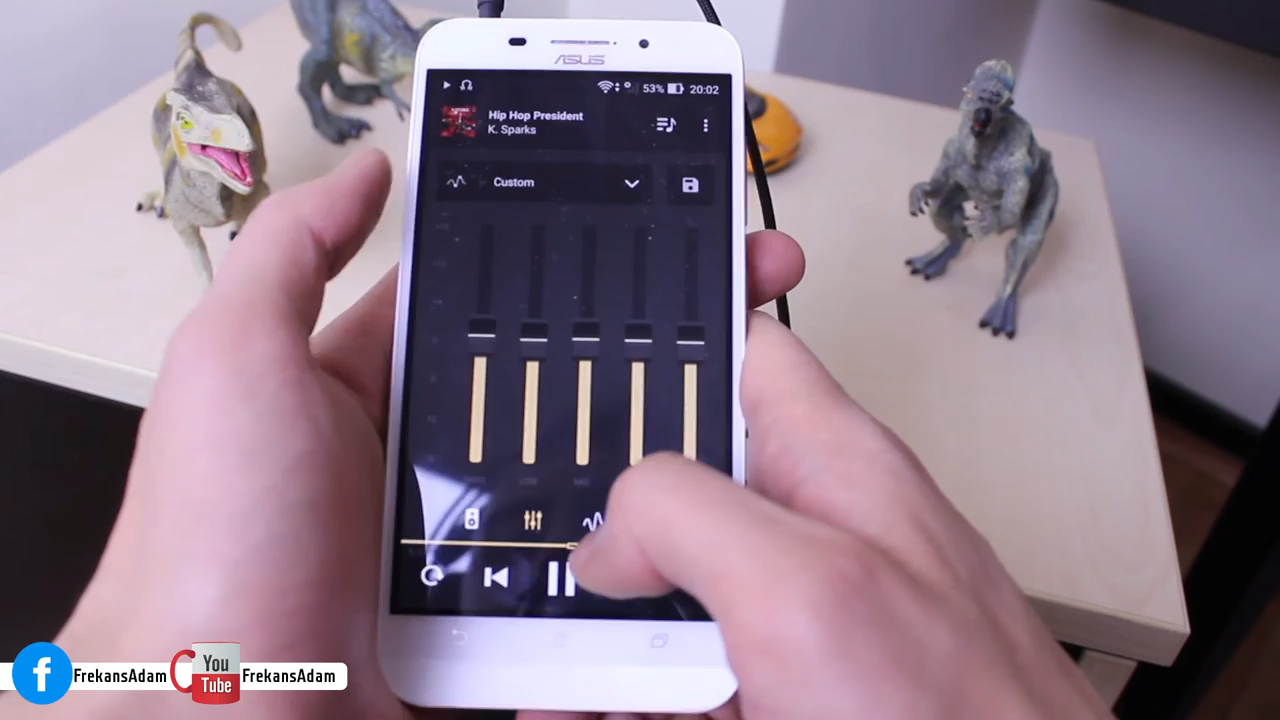 ASUS
53% 20:02
Hip Hop President
K. Sparks
Custom
FrekansAdam
You
Tube
FrekansAdam